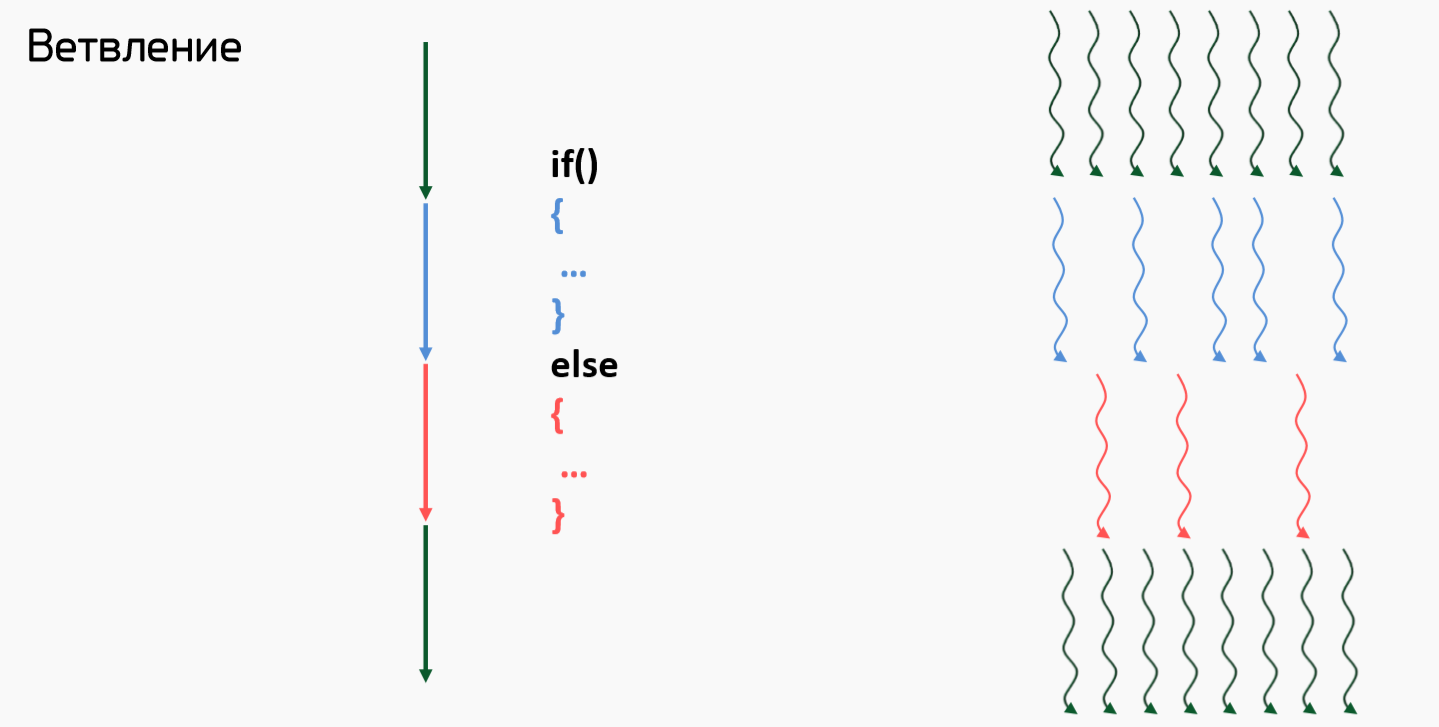 Ветвление
if()
{
...
}
else
{
...
}